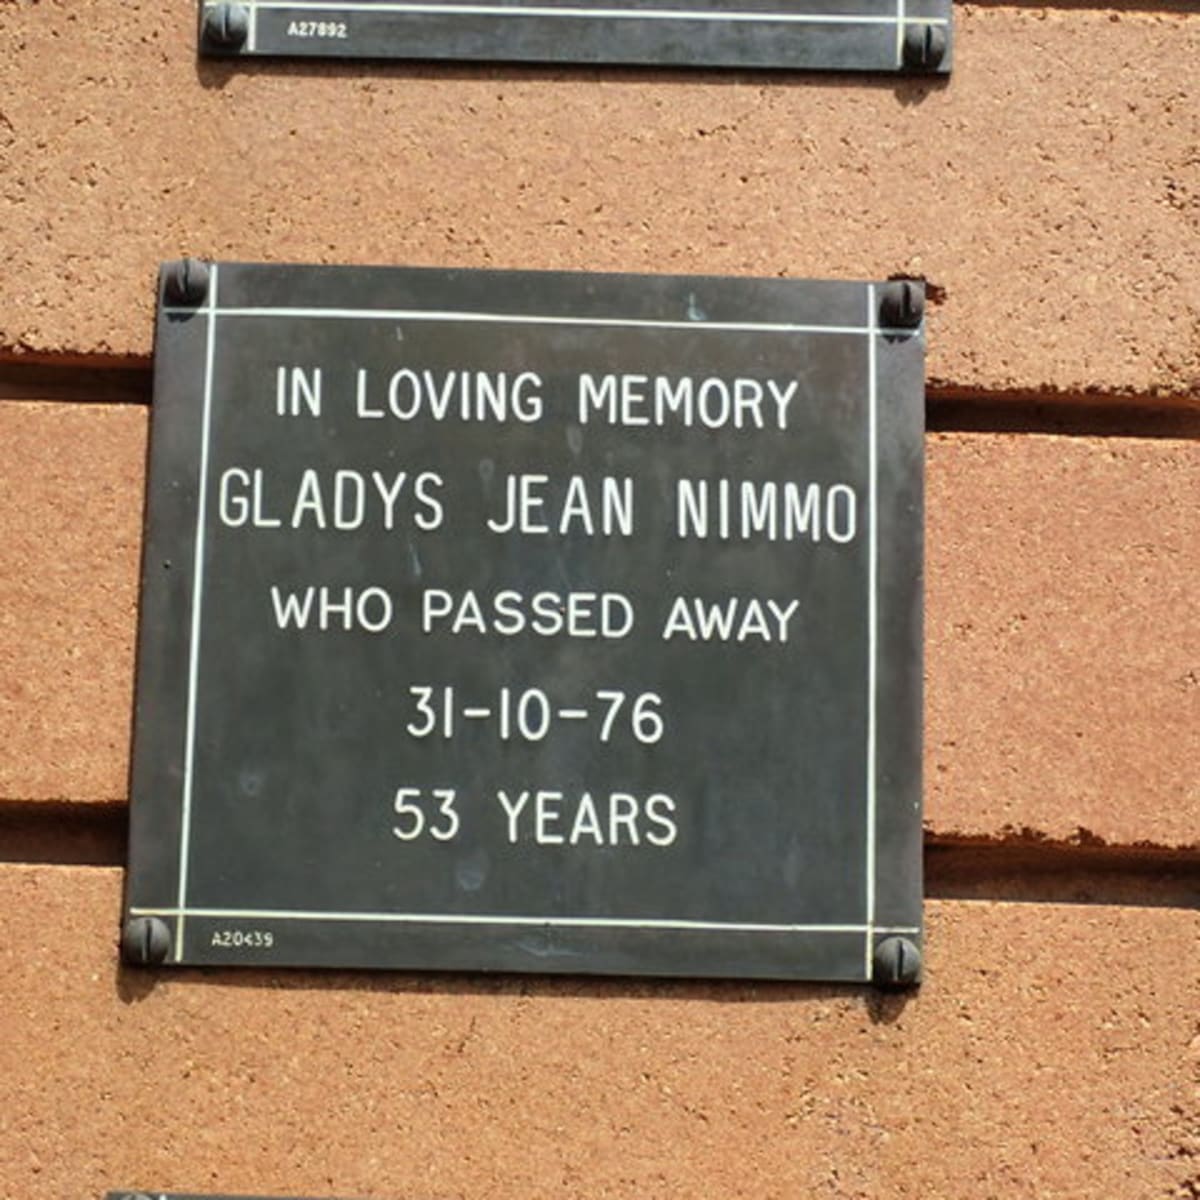 A27892
IN LOVING MEMORY
GLADYS JEAN NIMMO
WHO PASSED AWAY
31-10-76
53 YEARS
A20439